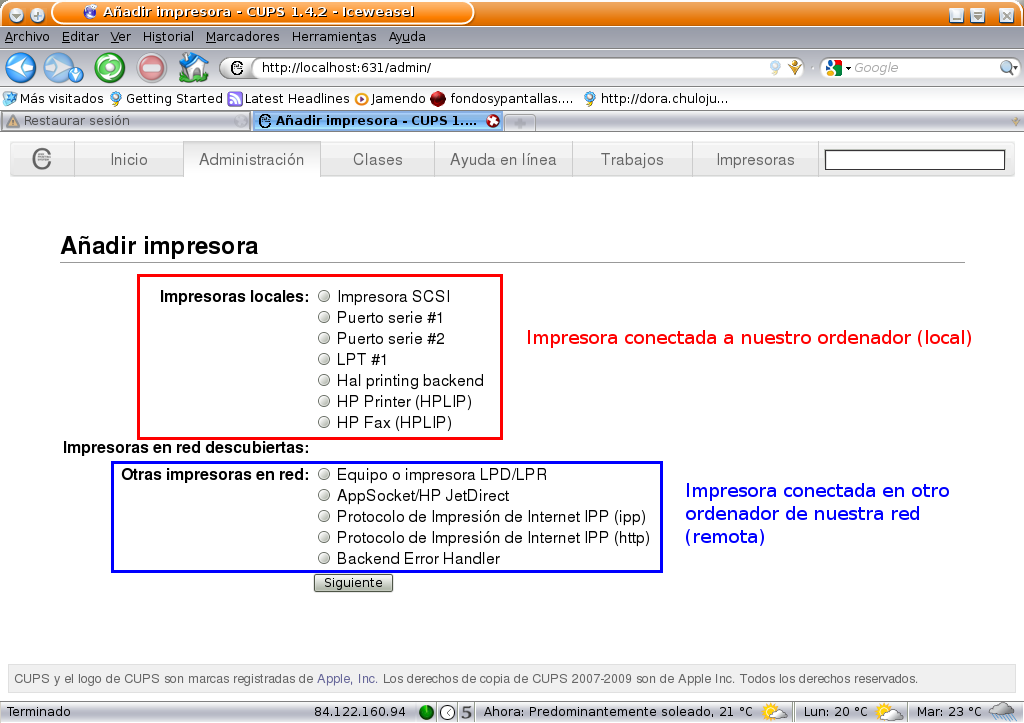 Añadir impresora - CUPS 1.4.2 - Iceweasel
Archivo Editar Ver Historial Marcadores Herramientas Ayuda
http://localhost:631/admin/
Google
Más visitados Getting Started Latest Headlines Jamendo fondosypantallas.... http://dora.chuloju...
Restaurar sesión Añadir impresora - CUPS 1....
Inicio Administración Clases Ayuda en línea Trabajos Impresoras
Añadir impresora
Impresoras locales: Impresora SCSI
Puerto serie #1
Puerto serie #2
LPT #1
Hal printing backend
HP Printer (HPLIP)
HP Fax (HPLIP)
Impresora conectada a nuestro ordenador (local)
Impresoras en red descubiertas:
Otras impresoras en red: Equipo o impresora LPD/LPR
AppSocket/HP JetDirect
Protocolo de Impresión de Internet IPP (ipp)
Protocolo de Impresión de Internet IPP (http)
Backend Error Handler
Impresora conectada en otro
ordenador de nuestra red
(remota)
Siguiente
CUPS y el logo de CUPS son marcas registradas de Apple, Inc. Los derechos de copia de CUPS 2007-2009 son de Apple Inc. Todos los derechos reservados.
Terminado 84.122.160.94 5 Ahora: Predominantemente soleado, 21 °C Lun: 20 °C Mar: 23 °C